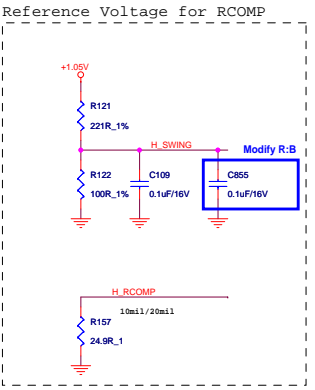 Reference Voltage for RCOMP
+1.05V
R121
221R_1%
H_SWING
Modify R:B
R122
100R_1%
C109
0.1uF/16V
C855
0.1uF/16V
H_RCOMP
10mil/20mil
R157
24.9R_1